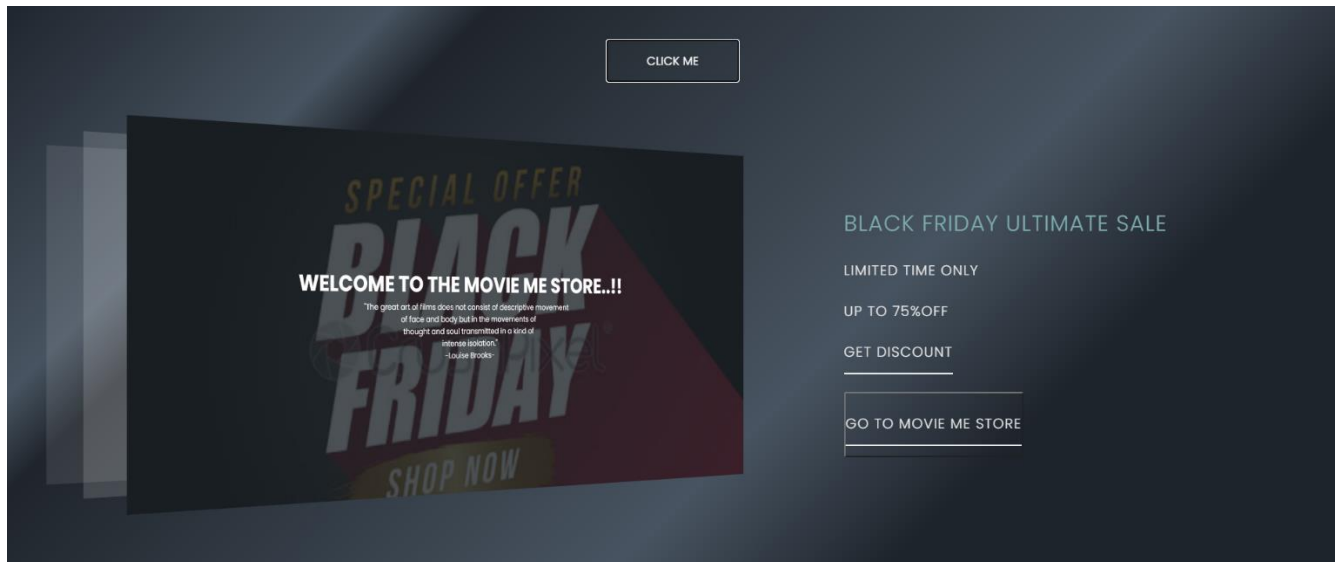 CLICK ME
SPECIAL OFFER
BLACK
FRIDAY
SHOP NOW
WELCOME TO THE MOVIE ME STORE..!!
"The great art of films does not consist of descriptive movement
of face and body but in the movements of
thought and soul transmitted in a kind of
intense isolation."
-Louise Brooks-
BLACK FRIDAY ULTIMATE SALE
LIMITED TIME ONLY
UP TO 75%OFF
GET DISCOUNT
GO TO MOVIE ME STORE